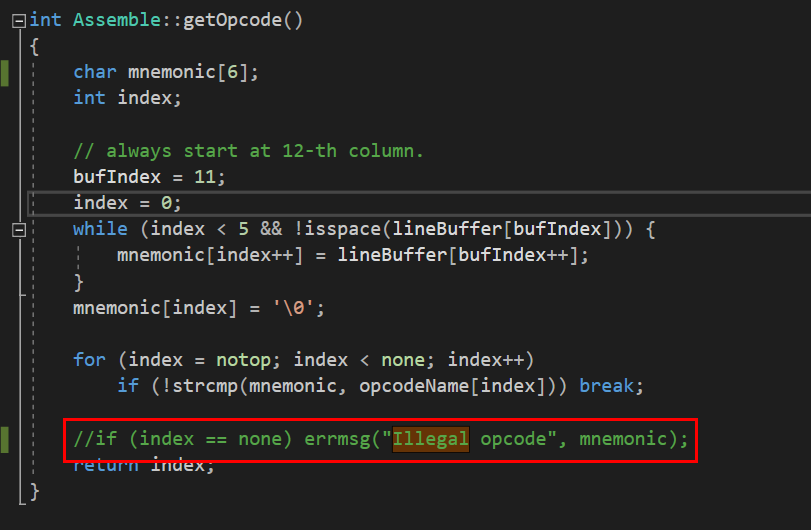 int Assemble::getOpcode()
{
    char mnemonic[6];
    int index;

    // always start at 12-th column.
    bufIndex = 11;
    index = 0;
    while (index < 5 && !isspace(lineBuffer[bufIndex])) {
        mnemonic[index++] = lineBuffer[bufIndex++];
    }
    mnemonic[index] = '\0';

    for (index = notop; index < none; index++)
        if (!strcmp(mnemonic, opcodeName[index])) break;

    //if (index == none) errmsg("Illegal opcode", mnemonic);
    return index;
}